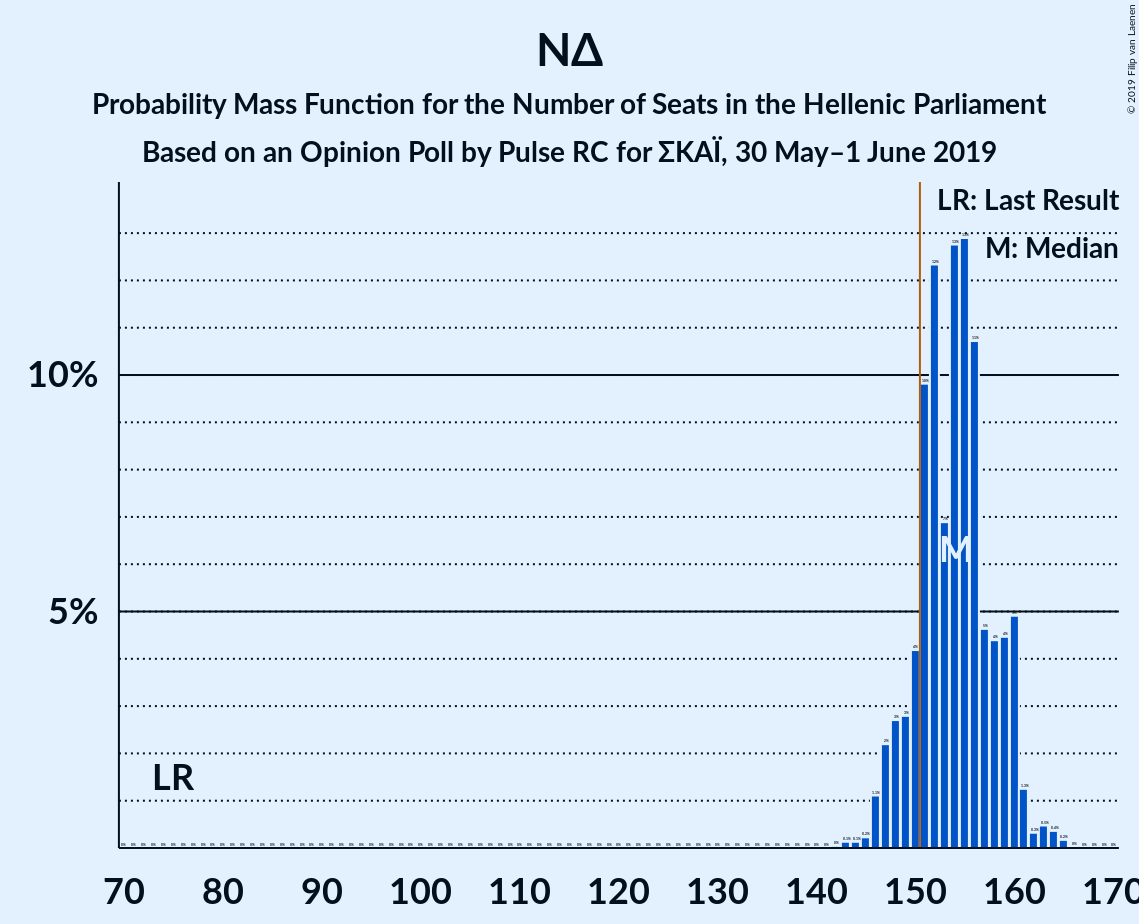 ΝΔ
Probability Mass Function for the Number of Seats in the Hellenic Parliament
Based on an Opinion Poll by Pulse RC for ΣΚΑΪ, 30 May–1 June 2019
© 2019 Filip van Laenen
LR: Last Result
M: Median
10%
5%
M
LR
70 80 90 100 110 120 130 140 150 160 170